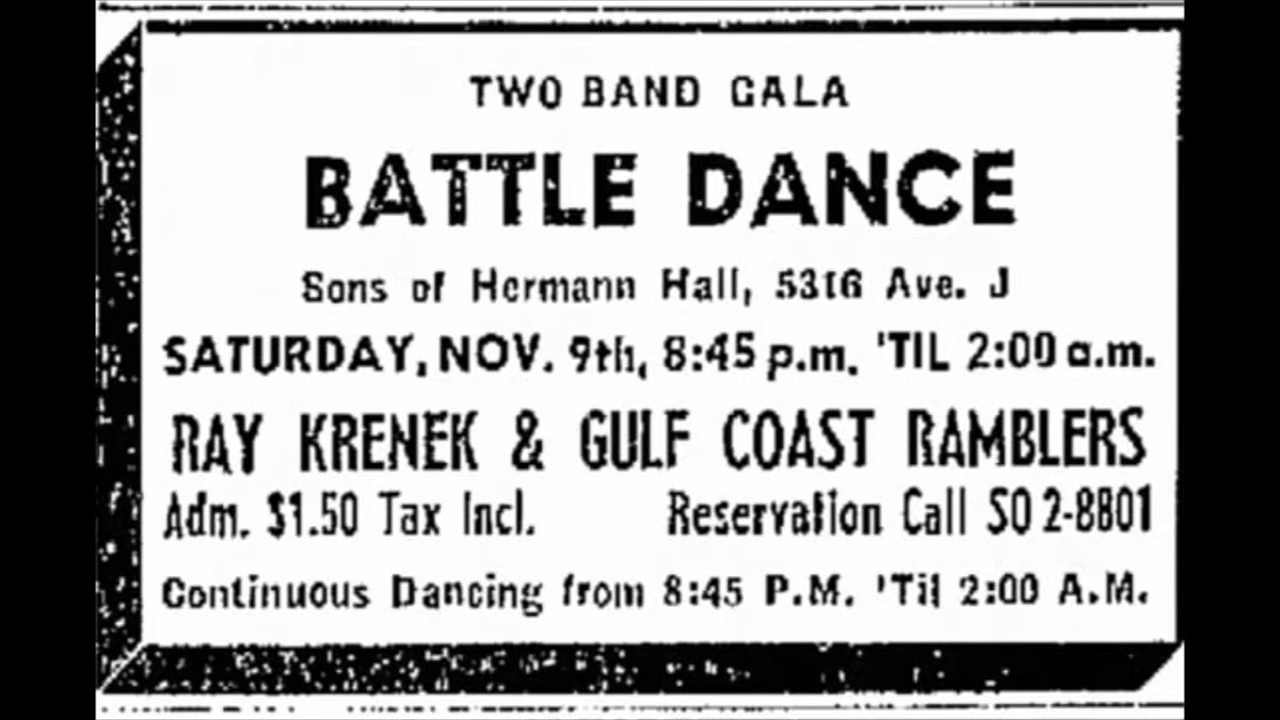 TWO BAND GALA
BATTLE DANCE
Sons of Hermann Hall, 5316 Ave. J
SATURDAY, NOV. 9th, 8:45 p.m. 'TIL 2:00 a.m.
RAY KRENEK & GULF COAST RAMBLERS
Adm. $1.50 Tax Incl. Reservation Call SO 2-8801
Continuous Dancing from 8:45 P.M. 'Til 2:00 A.M.